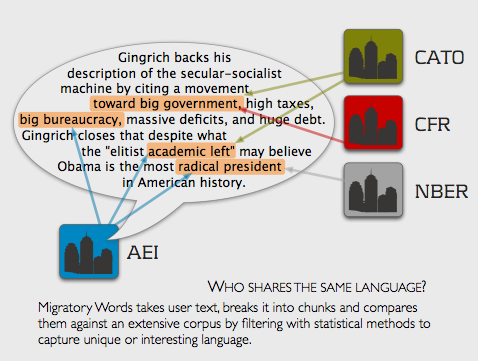 Gingrich backs his
description of the secular-socialist
machine by citing a movement
toward big government, high taxes,
big bureaucracy, massive deficits, and huge debt.
Gingrich closes that despite what
the "elitist academic left" may believe
Obama is the most radical president
in American history.
CATO
CFR
NBER
AEI
WHO SHARES THE SAME LANGUAGE?
Migratory Words takes user text, breaks it into chunks and compares
them against an extensive corpus by filtering with statistical methods to
capture unique or interesting language.